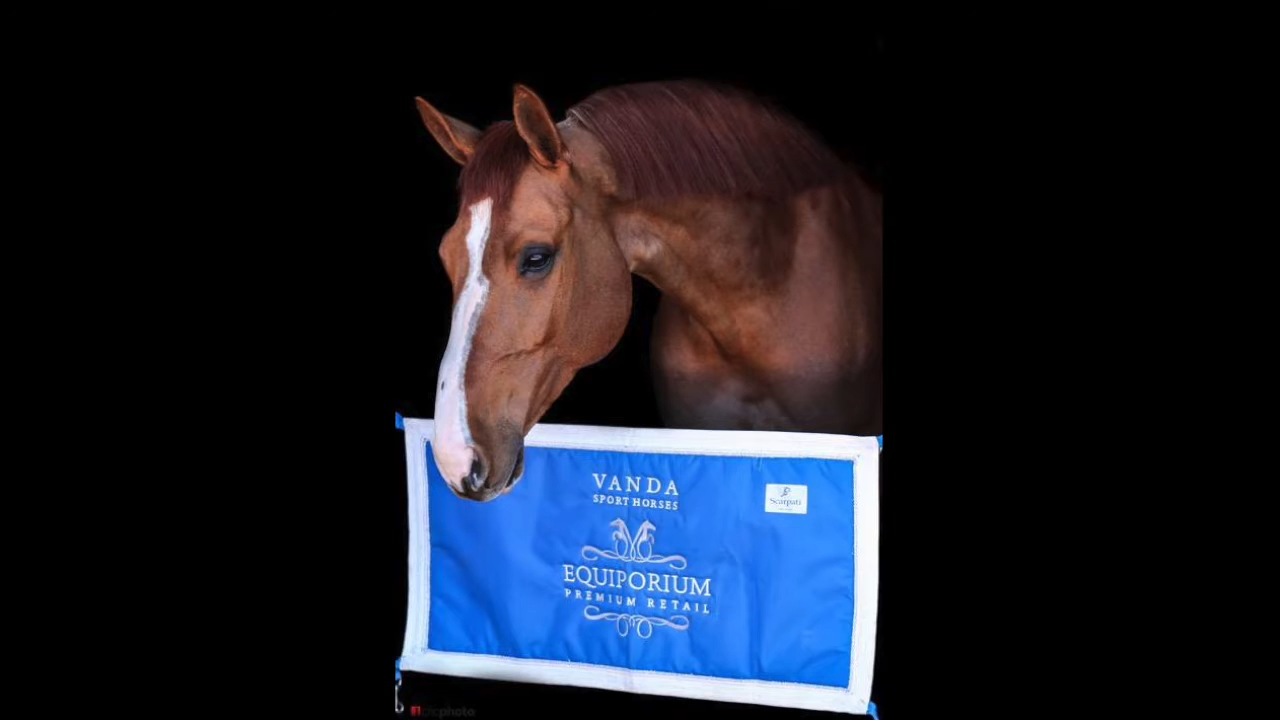 VANDA
SPORT HORSES
Scarpati
EQUIPORIUM
PREMIUM RETAIL